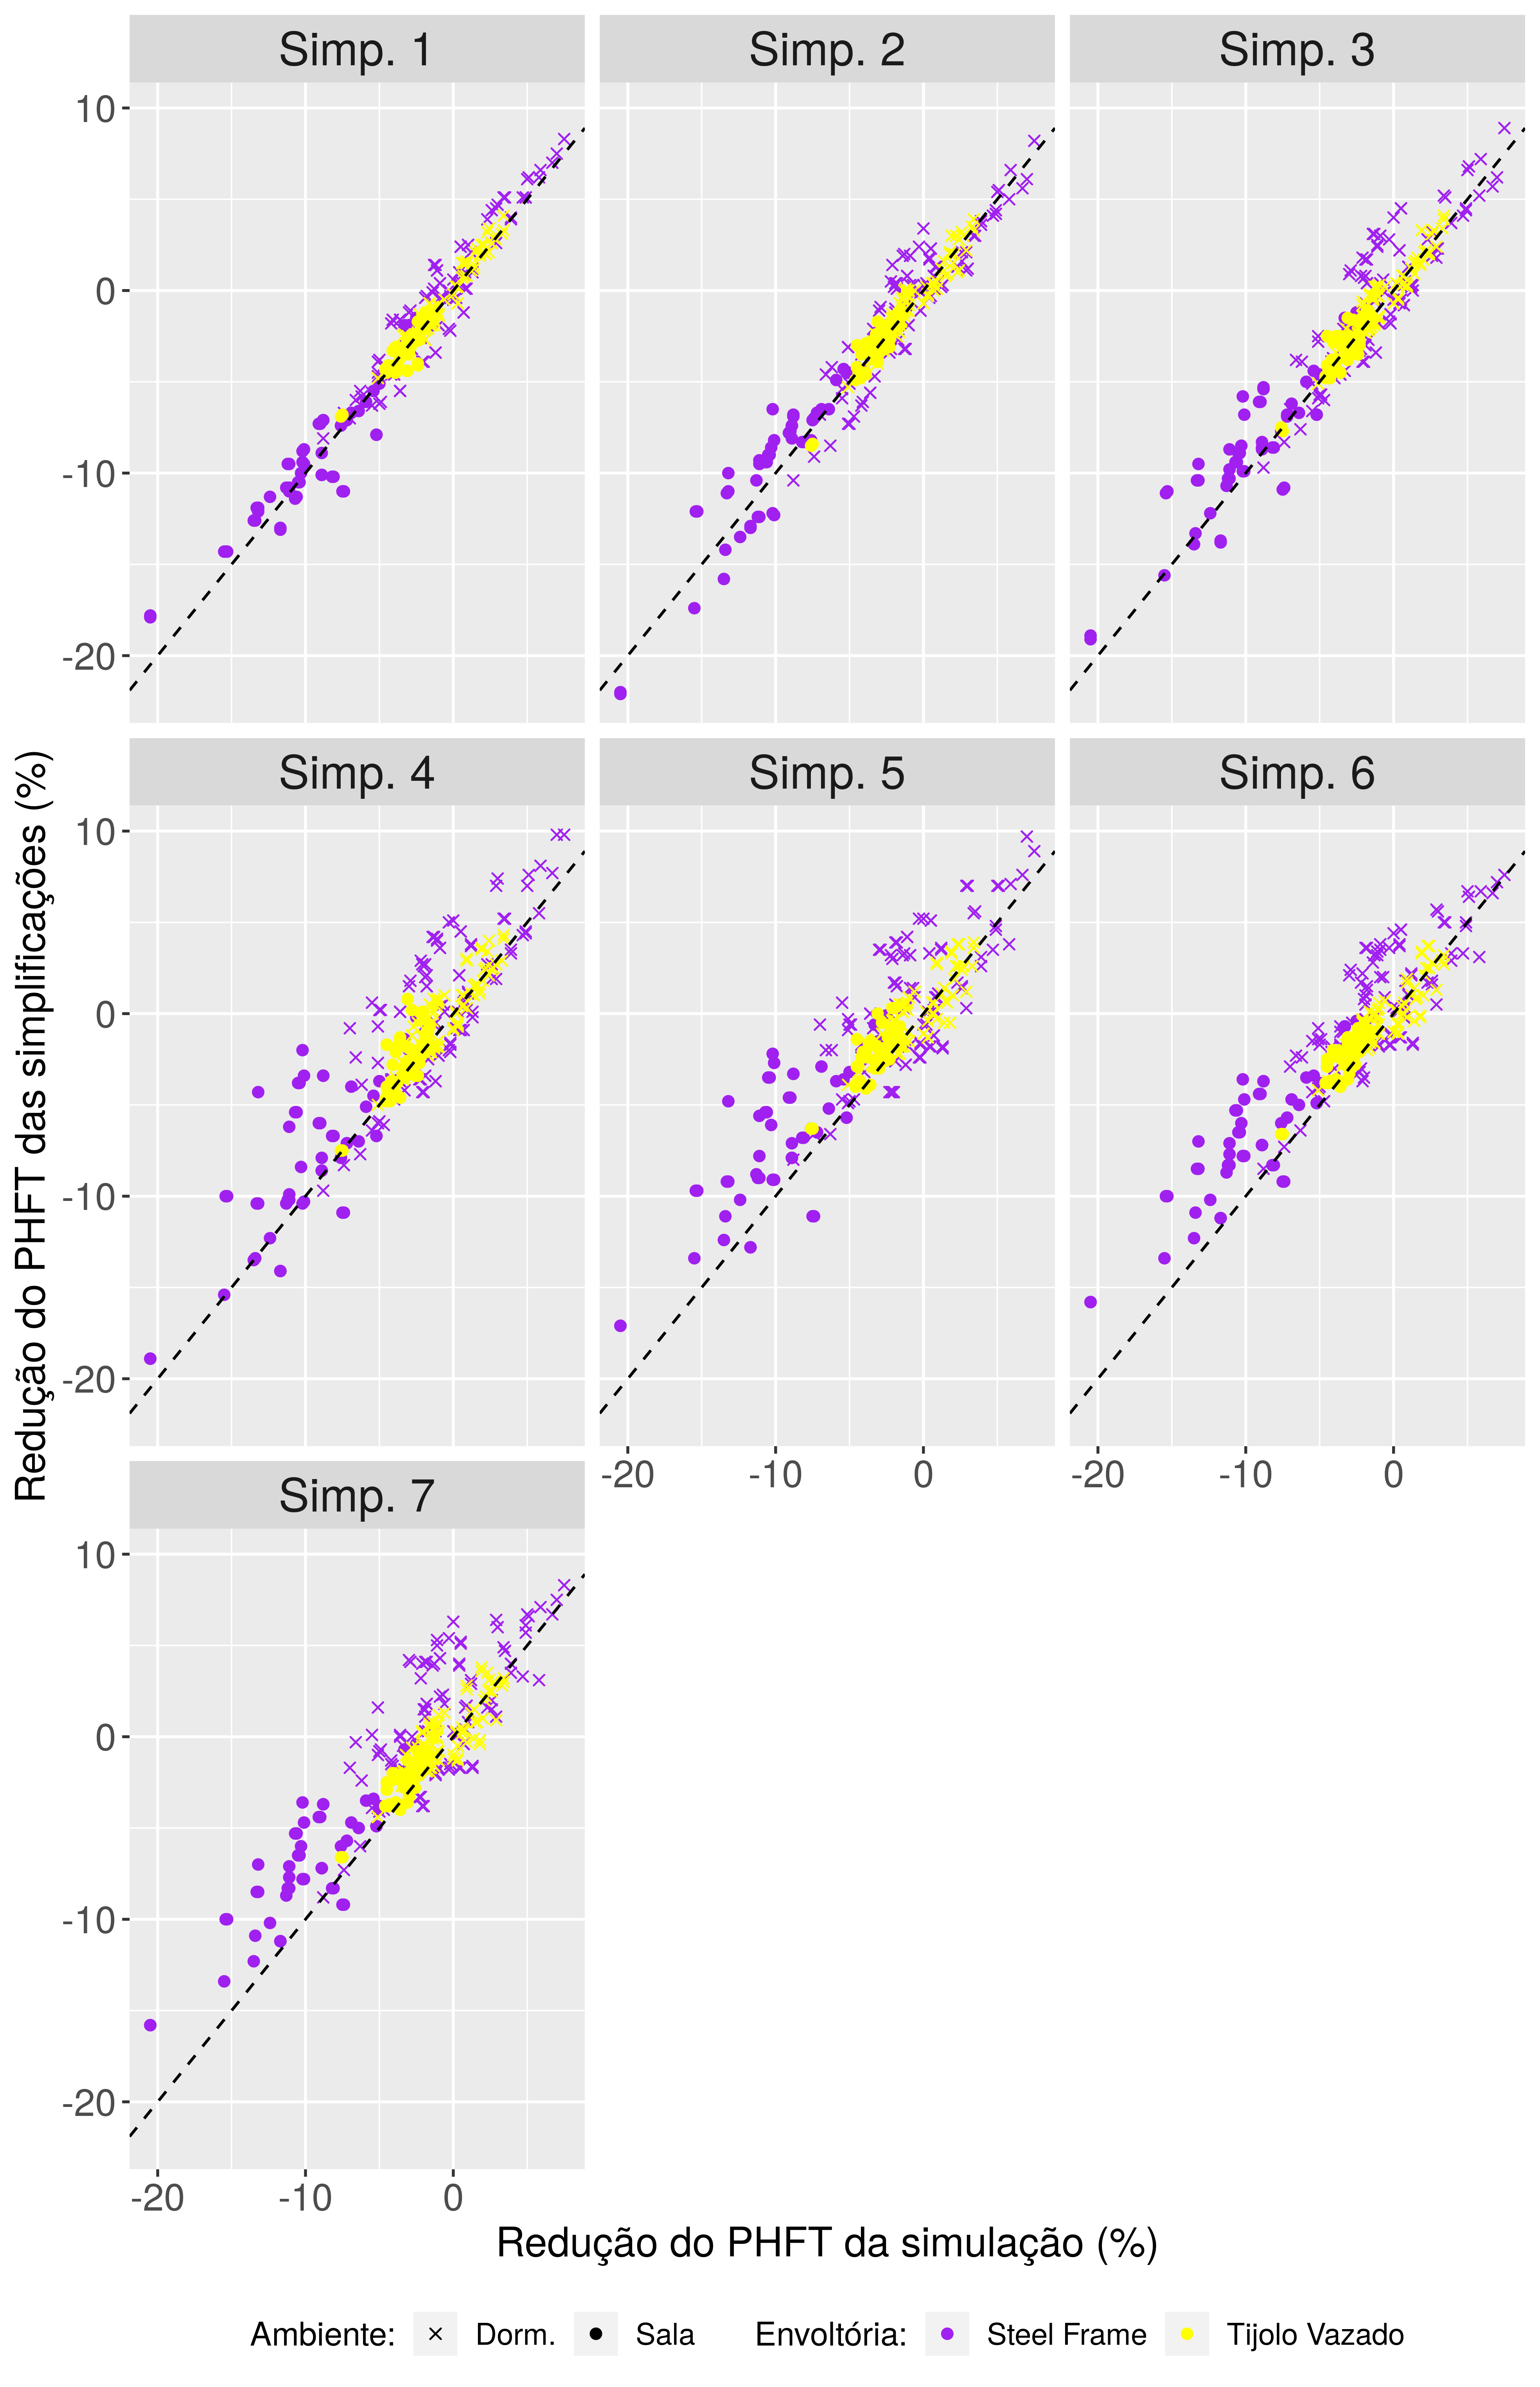 Simp. 1
Simp. 2
Simp. 3
10
0
-10
-20
Simp. 4
Simp. 5
Simp. 6
10
0
-10
-20
-20 -10 0
-20 -10 0
Simp. 7
10
0
-10
-20
-20 -10 0
Redução do PHFT das simplificações (%)
Redução do PHFT da simulação (%)
Ambiente: Dorm. Sala Envoltória: Steel Frame Tijolo Vazado